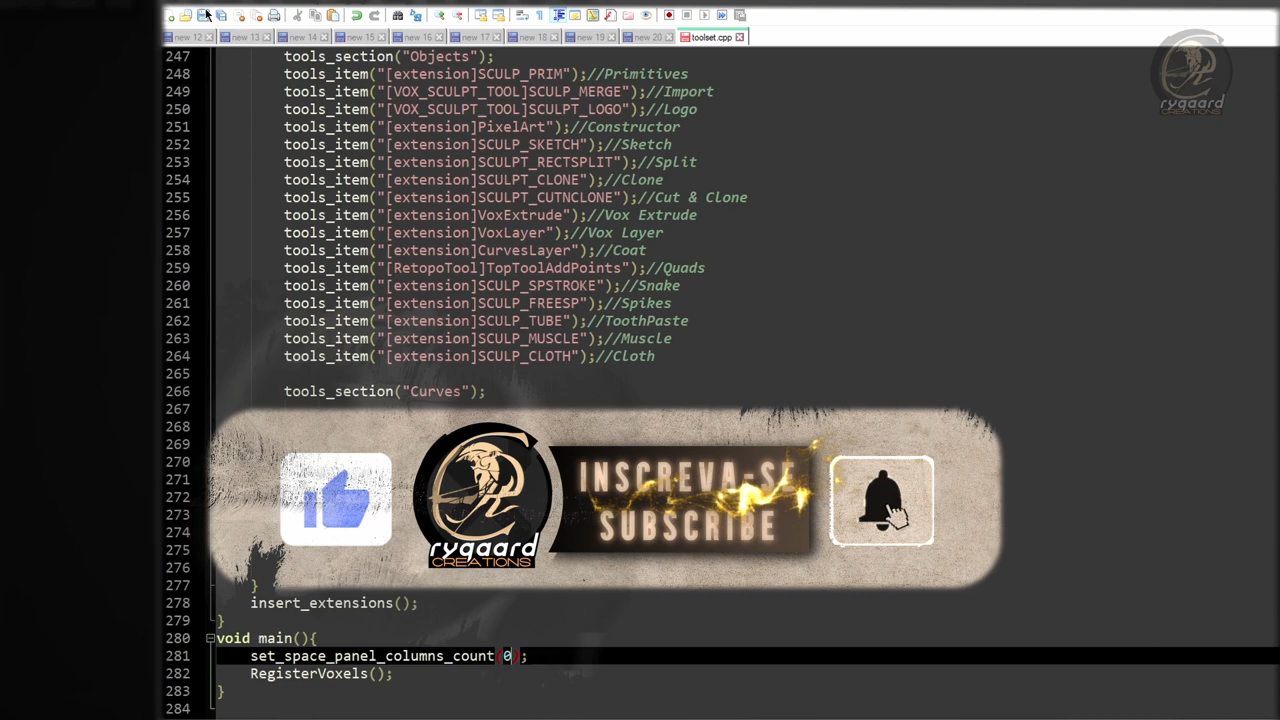 new 12 new 13 new 14 new 15 new 16 new 17 new 18 new 19 new 20 toolset.cpp
247 tools_section("Objects");
248 tools_item("[extension]SCULP_PRIM");//Primitives
249 tools_item("[VOX_SCULPT_TOOL]SCULP_MERGE");//Import
250 tools_item("[VOX_SCULPT_TOOL]SCULPT_LOGO");//Logo
251 tools_item("[extension]PixelArt");//Constructor
252 tools_item("[extension]SCULP_SKETCH");//Sketch
253 tools_item("[extension]SCULPT_RECTSPLIT");//Split
254 tools_item("[extension]SCULPT_CLONE");//Clone
255 tools_item("[extension]SCULPT_CUTNCLONE");//Cut & Clone
256 tools_item("[extension]VoxExtrude");//Vox Extrude
257 tools_item("[extension]VoxLayer");//Vox Layer
258 tools_item("[extension]CurvesLayer");//Coat
259 tools_item("[RetopoTool]TopToolAddPoints");//Quads
260 tools_item("[extension]SCULP_SPSTROKE");//Snake
261 tools_item("[extension]SCULP_FREESP");//Spikes
262 tools_item("[extension]SCULP_TUBE");//ToothPaste
263 tools_item("[extension]SCULP_MUSCLE");//Muscle
264 tools_item("[extension]SCULP_CLOTH");//Cloth
265
266 tools_section("Curves");
267
268
269
270
271
272
273
274
275
276
277 }
278 insert_extensions();
279 }
280 void main(){
281 set_space_panel_columns_count(0);
282 RegisterVoxels();
283 }
284
INSCREVA-SE
SUBSCRIBE
rygaard
CREATIONS
rygaard
CREATIONS